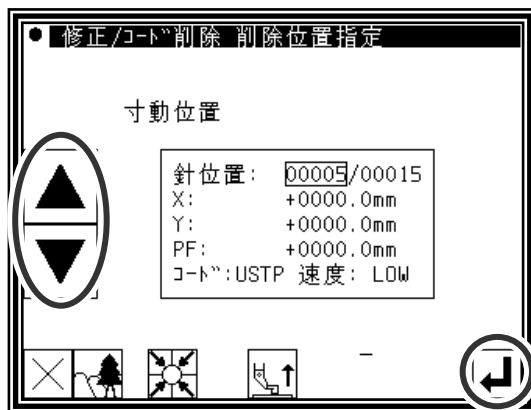 ● 修正/ｺｰﾄﾞ削除 削除位置指定
寸動位置
針位置: 00005/00015
X: +0000.0mm
Y: +0000.0mm
PF: +0000.0mm
ｺｰﾄﾞ:USTP 速度: LOW